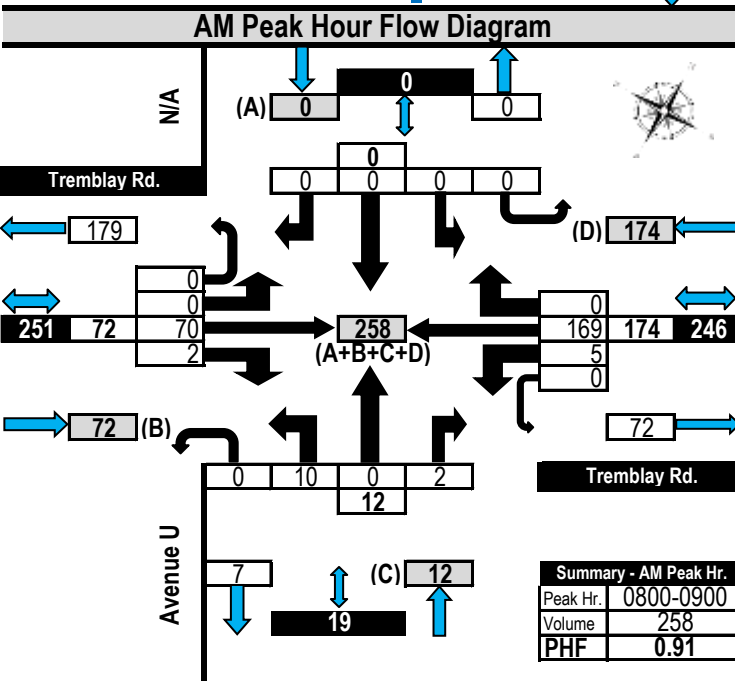 AM Peak Hour Flow Diagram
N/A
0
(A) 0 0
0
Tremblay Rd.
0 0 0 0
179
(D) 174
0
0
251 72 70
2
258
(A+B+C+D)
0
169 174 246
5
0
72 (B)
72
0 10 0 2
12
Tremblay Rd.
Avenue U
7
(C) 12
19
Summary - AM Peak Hr.
Peak Hr. 0800-0900
Volume 258
PHF 0.91